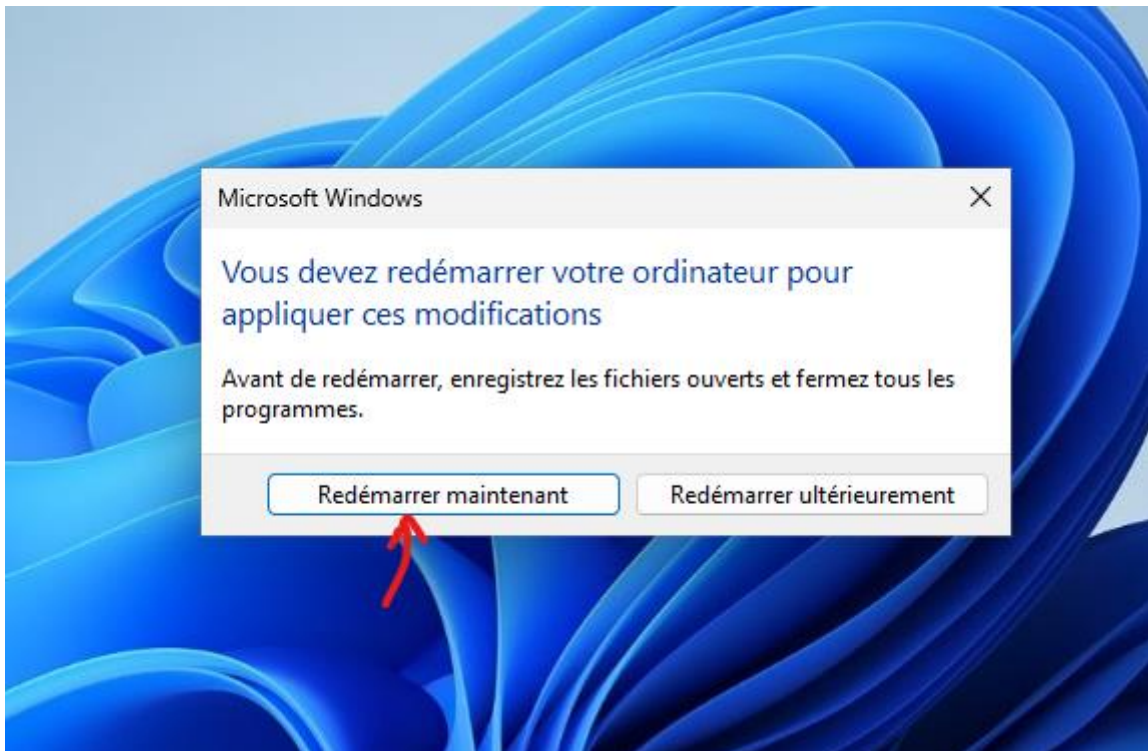 Microsoft Windows
Vous devez redémarrer votre ordinateur pour
appliquer ces modifications
Avant de redémarrer, enregistrez les fichiers ouverts et fermez tous les
programmes.
Redémarrer maintenant
Redémarrer ultérieurement